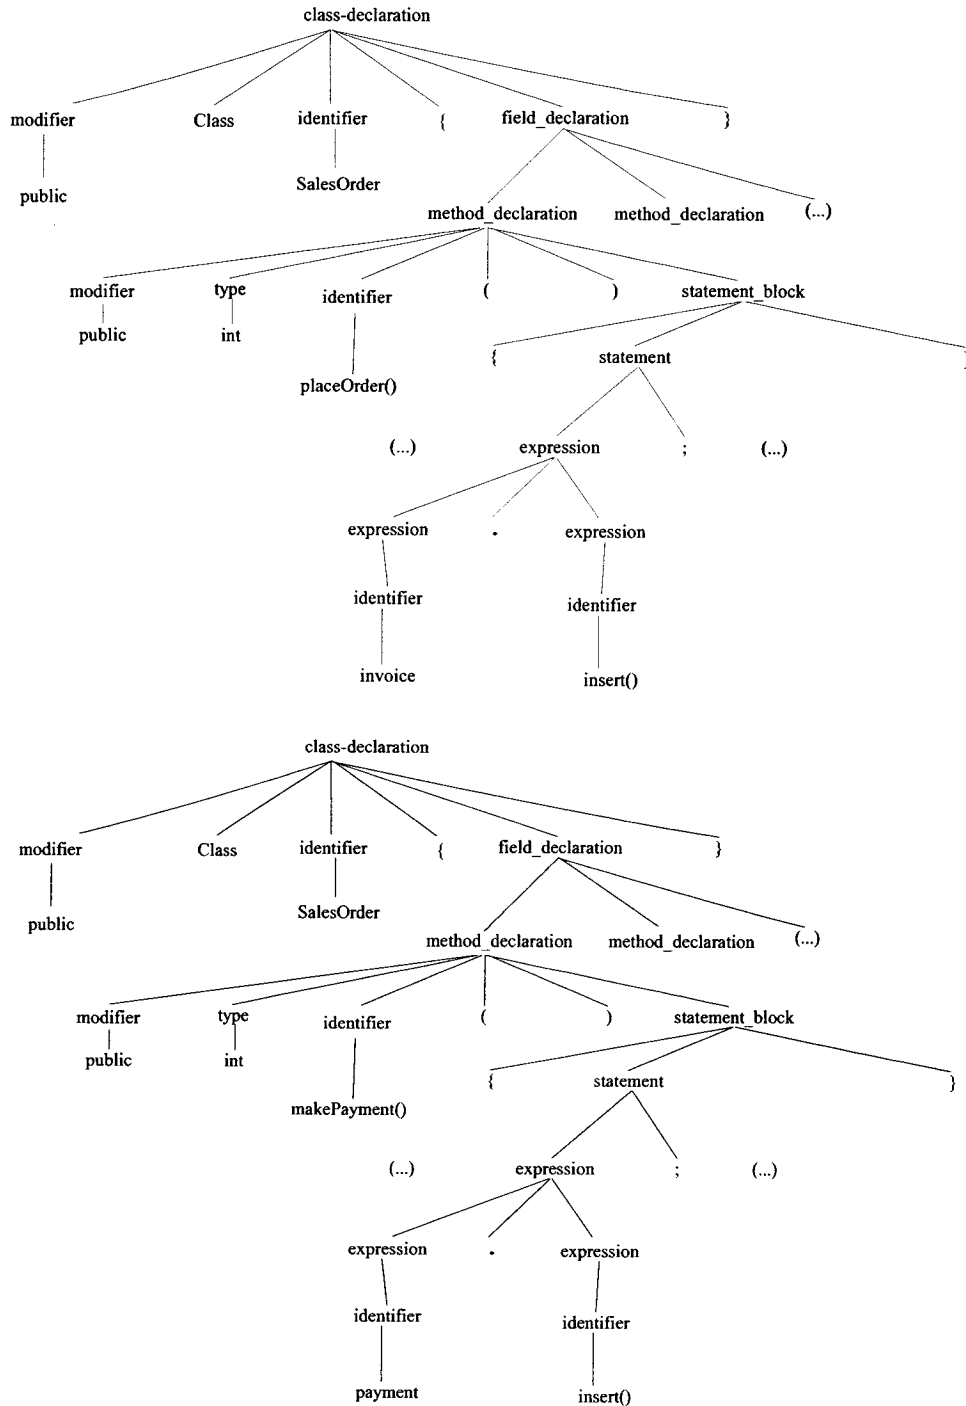 class-declaration
modifier Class identifier { field_declaration }
public SalesOrder
method_declaration method_declaration (...)
modifier type identifier ( ) statement_block
public int
{ statement }
placeOrder()
(...) expression ; (...)
expression . expression
identifier identifier
invoice insert()
class-declaration
modifier Class identifier { field_declaration }
public SalesOrder
method_declaration method_declaration (...)
modifier type identifier ( ) statement_block
public int
{ statement }
makePayment()
(...) expression ; (...)
expression . expression
identifier identifier
payment insert()